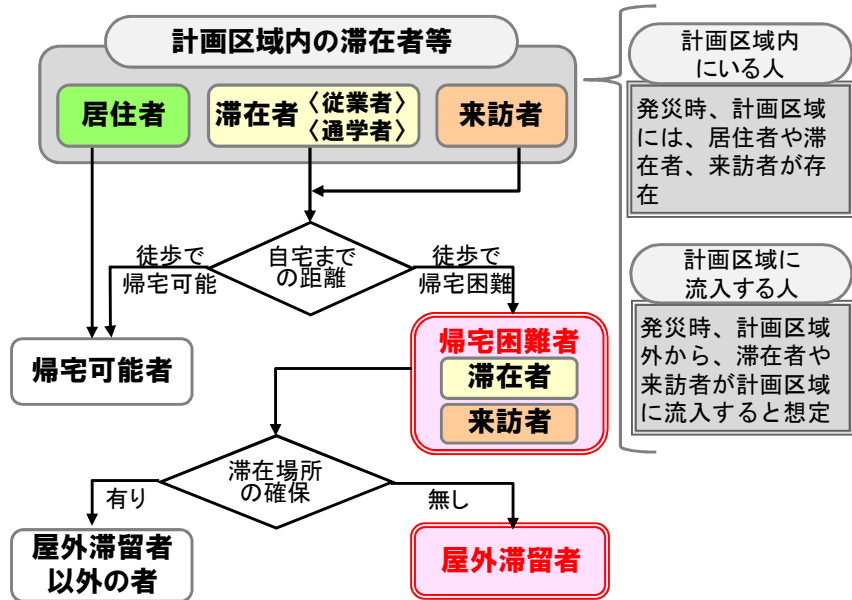 計画区域内の滞在者等
居住者
滞在者
〈従業者〉
〈通学者〉
来訪者
自宅まで
の距離
徒歩で
帰宅可能
徒歩で
帰宅困難
帰宅可能者
帰宅困難者
滞在者
来訪者
滞在場所
の確保
有り
無し
屋外滞留者
以外の者
屋外滞留者
計画区域内
にいる人
発災時、計画区域
には、居住者や滞
在者、来訪者が存
在
計画区域に
流入する人
発災時、計画区域
外から、滞在者や
来訪者が計画区域
に流入すると想定